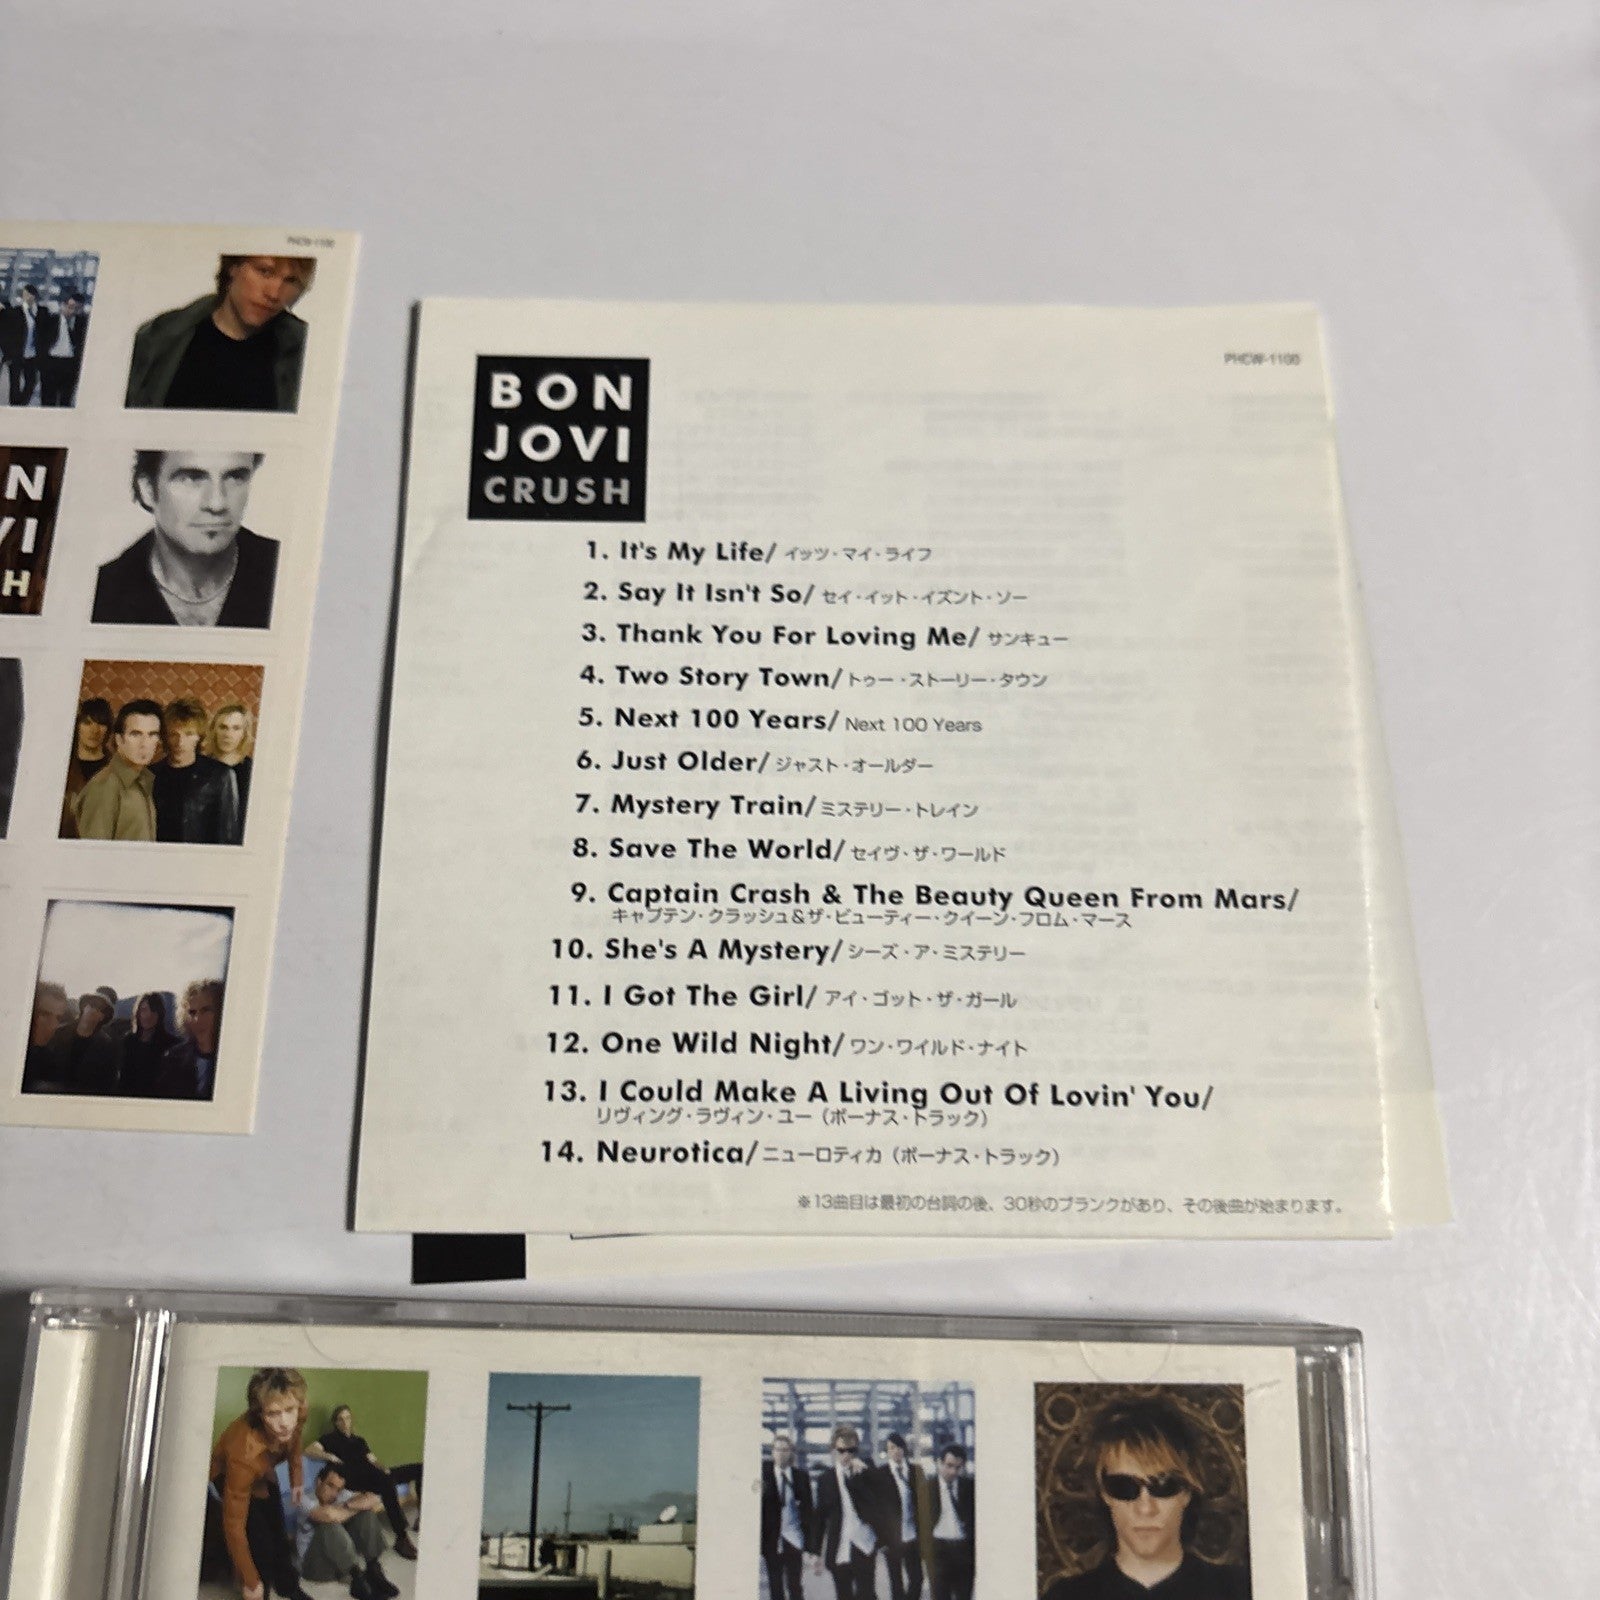 PHCW-1100
N
VI
H
PHCW-1100
BON
JOVI
CRUSH
1. It's My Life/イッツ・マイ・ライフ
2. Say It Isn't So/セイ・イット・イズント・ソー
3. Thank You For Loving Me/サンキュー
4. Two Story Town/トゥー・ストーリー・タウン
5. Next 100 Years/Next 100 Years
6. Just Older/ジャスト・オールダー
7. Mystery Train/ミステリー・トレイン
8. Save The World/セイヴ・ザ・ワールド
9. Captain Crash & The Beauty Queen From Mars/
キャプテン・クラッシュ&ザ・ビューティー・クイーン・フロム・マース
10. She's A Mystery/シーズ・ア・ミステリー
11. I Got The Girl/アイ・ゴット・ザ・ガール
12. One Wild Night/ワン・ワイルド・ナイト
13. I Could Make A Living Out Of Lovin' You/
リヴィング・ラヴィン・ユー（ボーナス・トラック）
14. Neurotica/ニューロティカ（ボーナス・トラック）
※13曲目は最初の台詞の後、30秒のブランクがあり、その後曲が始まります。